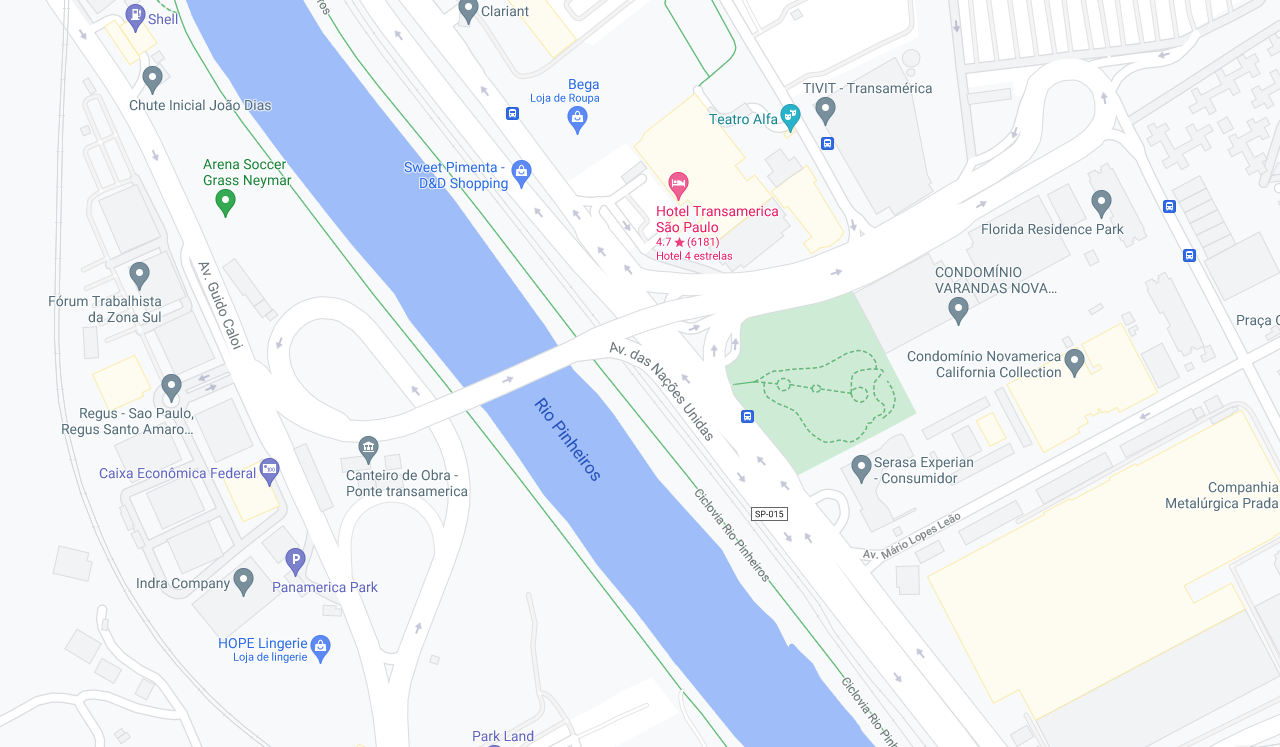 Clariant
Shell
Bega
Loja de Roupa
TIVIT - Transamérica
Chute Inicial João Dias
Teatro Alfa
Arena Soccer
Grass Neymar
Sweet Pimenta -
D&D Shopping
Hotel Transamerica
São Paulo
4.7 ★ (6181)
Hotel 4 estrelas
Florida Residence Park
CONDOMÍNIO
VARANDAS NOVA...
Fórum Trabalhista
da Zona Sul
Av. Guido Caloi
Praça C
Av. das Nações Unidas
Condomínio Novamerica
California Collection
Regus - Sao Paulo,
Regus Santo Amaro...
Rio Pinheiros
Caixa Econômica Federal
Canteiro de Obra -
Ponte transamerica
Serasa Experian
- Consumidor
Companhia
Metalúrgica Prada
SP-015
Ciclovia Rio Pinheiros
Av. Mário Lopes Leão
P
Indra Company
Panamerica Park
HOPE Lingerie
Loja de lingerie
Ciclovia Rio Pinh
Park Land